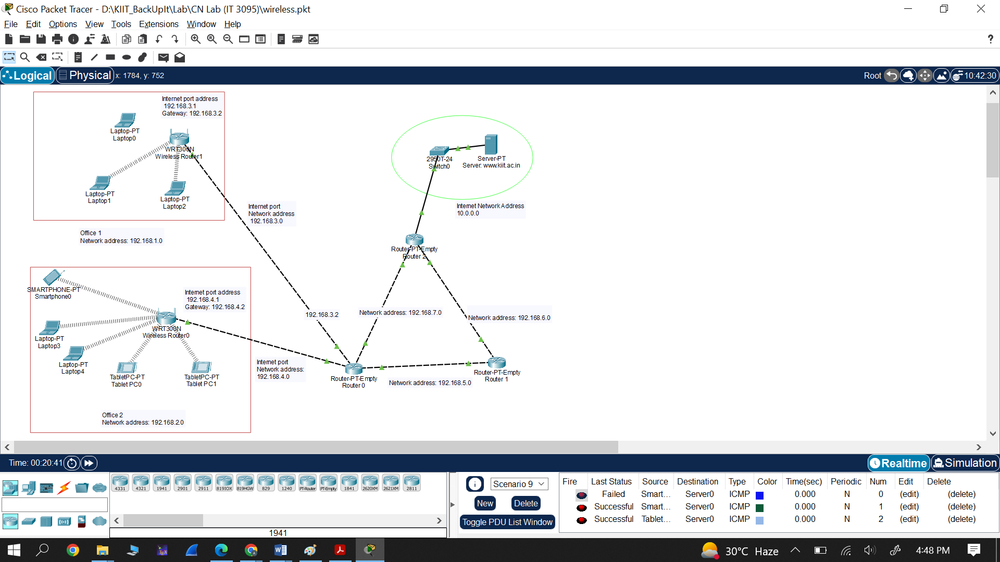 Cisco Packet Tracer - D:\KIIT_BackUpIt\Lab\CN Lab (IT 3095)\wireless.pkt
File Edit Options View Tools Extensions Window Help
?
Logical Physical x: 1784, y: 752
Root 10:42:30
Internet port address
192.168.3.1
Gateway: 192.168.3.2
Laptop-PT
Laptop0
WRT300N
Wireless Router1
Laptop-PT
Laptop1
Laptop-PT
Laptop2
Office 1
Network address: 192.168.1.0
Internet port
Network address
192.168.3.0
2950T-24
Switch0
Server-PT
Server: www.kiit.ac.in
Internet Network Address
10.0.0.0
Router-PT-Empty
Router 2
SMARTPHONE-PT
Smartphone0
Internet port address
192.168.4.1
Gateway: 192.168.4.2
WRT300N
Wireless Router0
Laptop-PT
Laptop3
Laptop-PT
Laptop4
TabletPC-PT
Tablet PC0
TabletPC-PT
Tablet PC1
Office 2
Network address: 192.168.2.0
192.168.3.2
Network address: 192.168.7.0
Network address: 192.168.6.0
Internet port
Network address:
192.168.4.0
Router-PT-Empty
Router 0
Network address: 192.168.5.0
Router-PT-Empty
Router 1
Time: 00:20:41
Realtime Simulation
4331 4321 1941 2901 2911 819IOX 819HGW 829 1240 PT-Router PT-Empty 1841 2620XM 2621XM 2811
1941
Scenario 9
New Delete
Toggle PDU List Window
Fire Last Status Source Destination Type Color Time(sec) Periodic Num Edit Delete
Failed Smart... Server0 ICMP 0.000 N 0 (edit) (delete)
Successful Smart... Server0 ICMP 0.000 N 1 (edit) (delete)
Successful Tablet... Server0 ICMP 0.000 N 2 (edit) (delete)
30°C Haze 4:48 PM